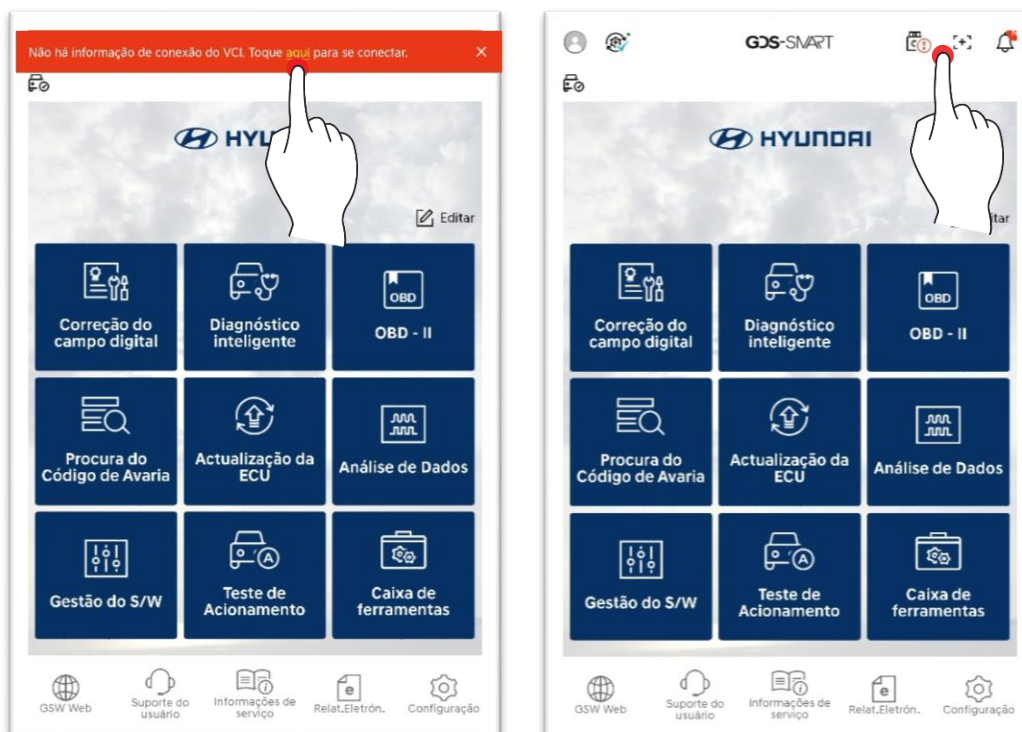 Não há informação de conexão do VCI. Toque aqui para se conectar.
Editar
Correção do
campo digital
Diagnóstico
inteligente
OBD
OBD - II
Procura do
Código de Avaria
Actualização da
ECU
Análise de Dados
Gestão do S/W
A
Teste de
Acionamento
Caixa de
ferramentas
GSW Web
Suporte do
usuário
Informações de
serviço
e
Relat.Eletrón.
Configuração
GDS-SMART
HYUNDAI
Correção do
campo digital
Diagnóstico
inteligente
OBD
OBD - II
Procura do
Código de Avaria
Actualização da
ECU
Análise de Dados
Gestão do S/W
A
Teste de
Acionamento
Caixa de
ferramentas
GSW Web
Suporte do
usuário
Informações de
serviço
e
Relat.Eletrón.
Configuração